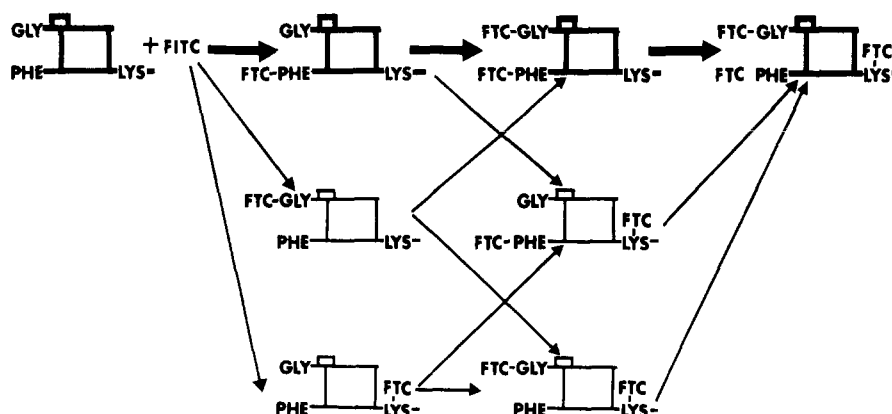 GLY PHE LYS- + FITC
GLY FTC-PHE LYS-
FTC-GLY FTC-PHE LYS-
FTC-GLY FTC PHE FTC LYS-
FTC-GLY PHE LYS-
GLY FTC-PHE FTC LYS-
GLY PHE FTC LYS-
FTC-GLY PHE FTC LYS-